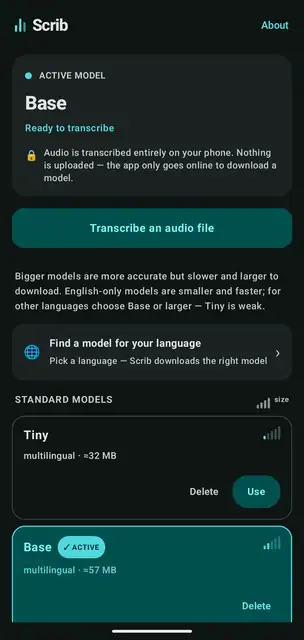 Scrib
About
ACTIVE MODEL
Base
Ready to transcribe
Audio is transcribed entirely on your phone. Nothing
is uploaded — the app only goes online to download a
model.
Transcribe an audio file
Bigger models are more accurate but slower and larger to
download. English-only models are smaller and faster; for
other languages choose Base or larger — Tiny is weak.
Find a model for your language
Pick a language — Scrib downloads the right model
STANDARD MODELS
size
Tiny
multilingual · ≈32 MB
Delete
Use
Base
✓ ACTIVE
multilingual · ≈57 MB
Delete